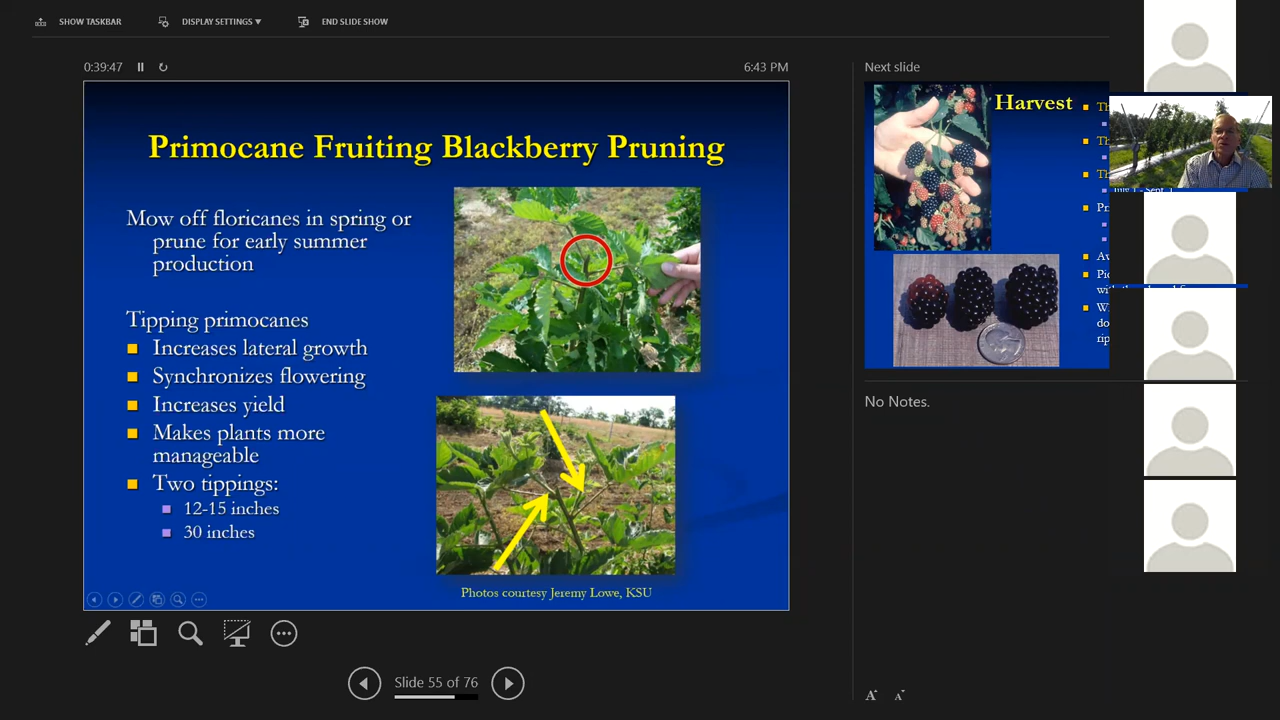 SHOW TASKBAR
DISPLAY SETTINGS ▼
END SLIDE SHOW
0:39:47
6:43 PM
Primocane Fruiting Blackberry Pruning
Mow off floricanes in spring or
prune for early summer
production
Tipping primocanes
Increases lateral growth
Synchronizes flowering
Increases yield
Makes plants more
manageable
Two tippings:
12-15 inches
30 inches
Photos courtesy Jeremy Lowe, KSU
Slide 55 of 76
Next slide
Harvest
No Notes.